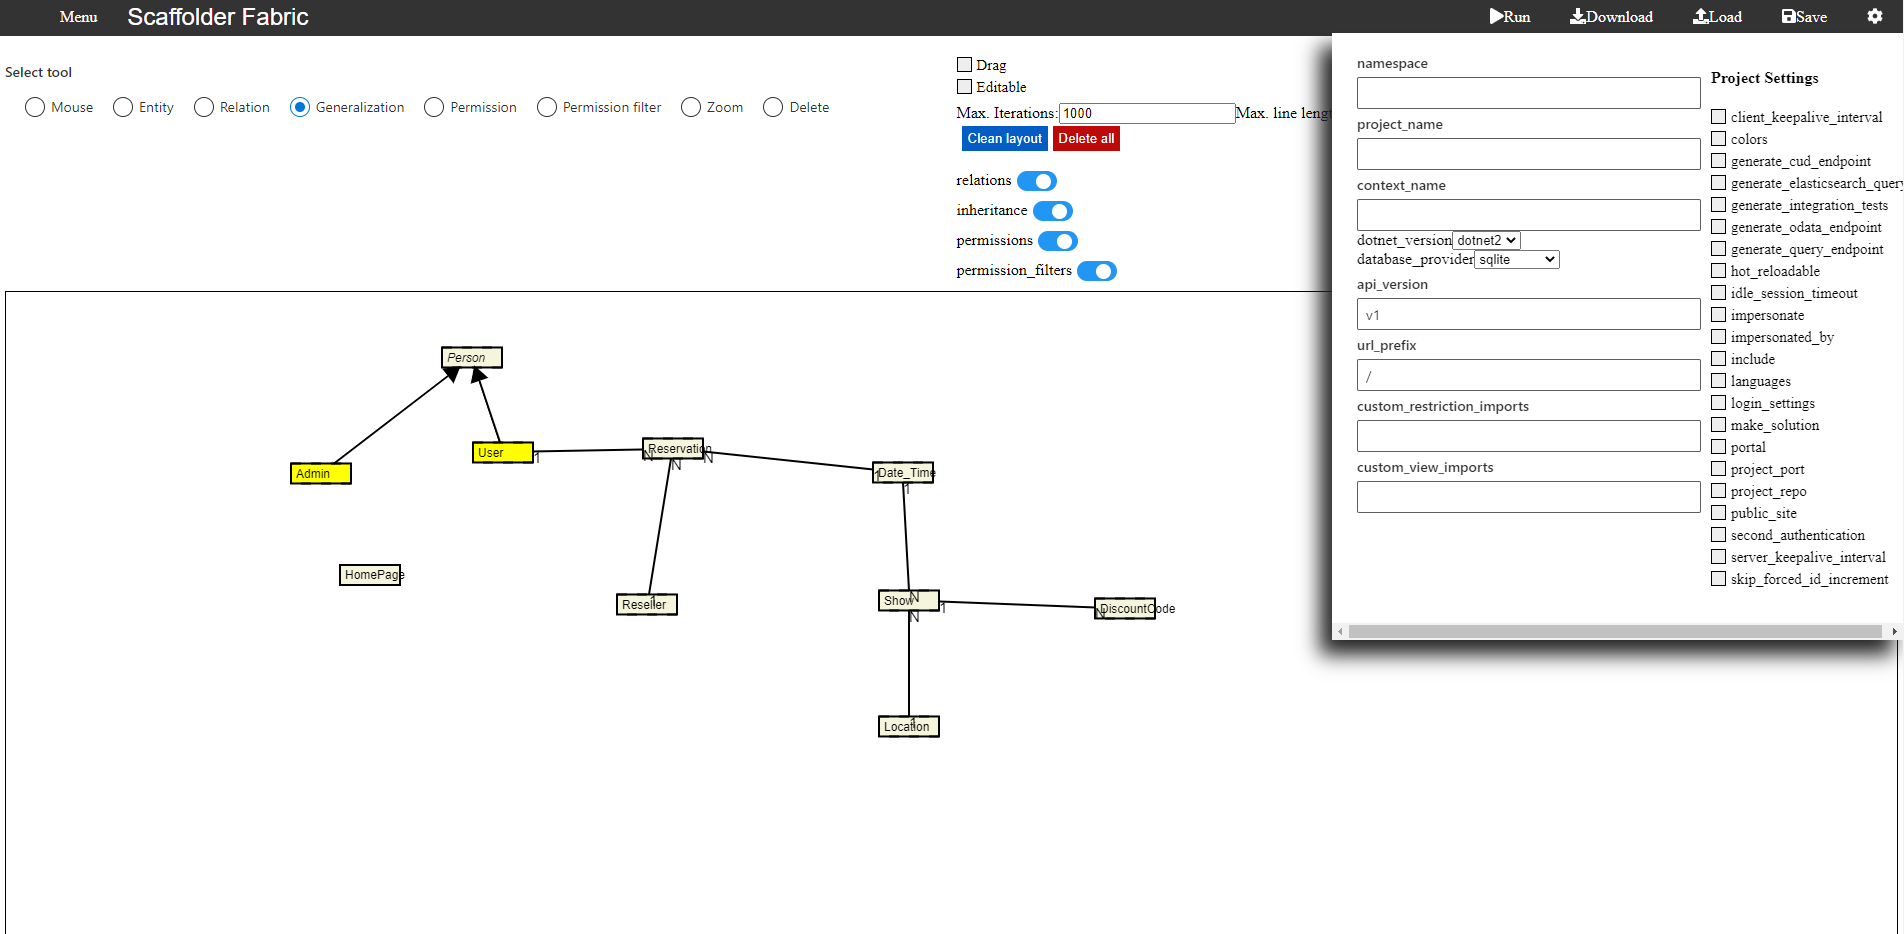 Menu
Scaffolder Fabric
Run
Download
Load
Save
Select tool
Mouse
Entity
Relation
Generalization
Permission
Permission filter
Zoom
Delete
Drag
Editable
Max. Iterations: 1000 Max. line
Clean layout
Delete all
relations
inheritance
permissions
permission_filters
namespace
project_name
context_name
dotnet_version dotnet2
database_provider sqlite
api_version
v1
url_prefix
/
custom_restriction_imports
custom_view_imports
Project Settings
client_keepalive_interval
colors
generate_cud_endpoint
generate_elasticsearch_query
generate_integration_tests
generate_odata_endpoint
generate_query_endpoint
hot_reloadable
idle_session_timeout
impersonate
impersonated_by
include
languages
login_settings
make_solution
portal
project_port
project_repo
public_site
second_authentication
server_keepalive_interval
skip_forced_id_increment
Person
Admin
User
1
N
Reservation
N
N
1
Date_Time
1
HomePage
Reseller
1
Show
N
1
N
N
DiscountCode
Location
1